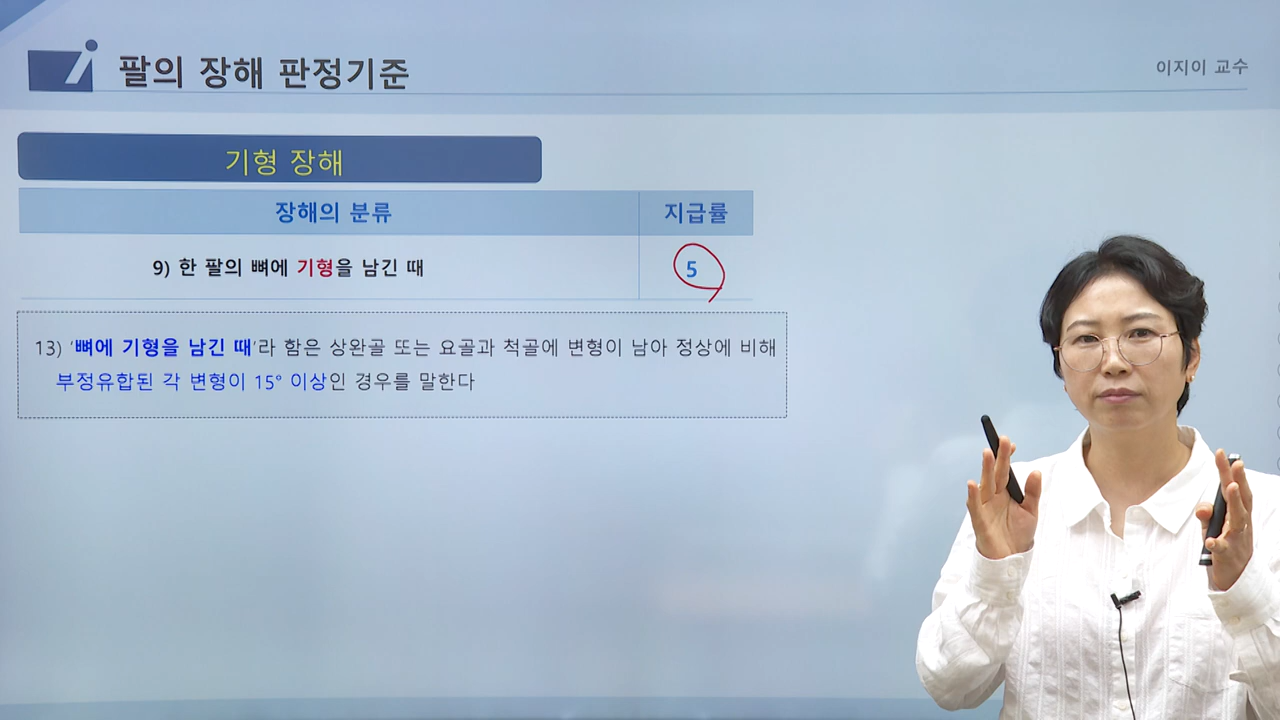 팔의 장해 판정기준
이지이 교수
기형 장해
장해의 분류 지급률
9) 한 팔의 뼈에 기형을 남긴 때 5
13) ‘뼈에 기형을 남긴 때’라 함은 상완골 또는 요골과 척골에 변형이 남아 정상에 비해
부정유합된 각 변형이 15° 이상인 경우를 말한다